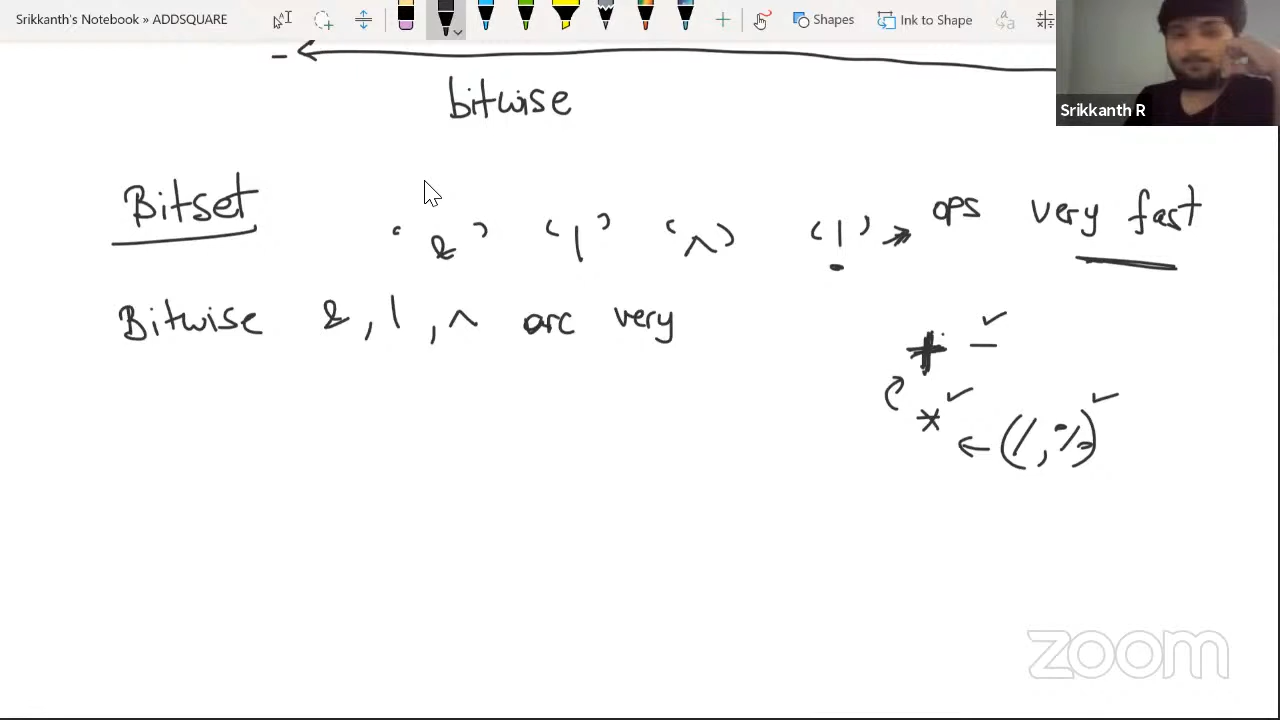 Srikkanth's Notebook » ADDSQUARE
Shapes
Ink to Shape
Srikkanth R
bitwise
Bitset '&' '|' '^' '!' → ops very fast
Bitwise &, |, ^ are very
+ -
*
← (/, %)
zoom